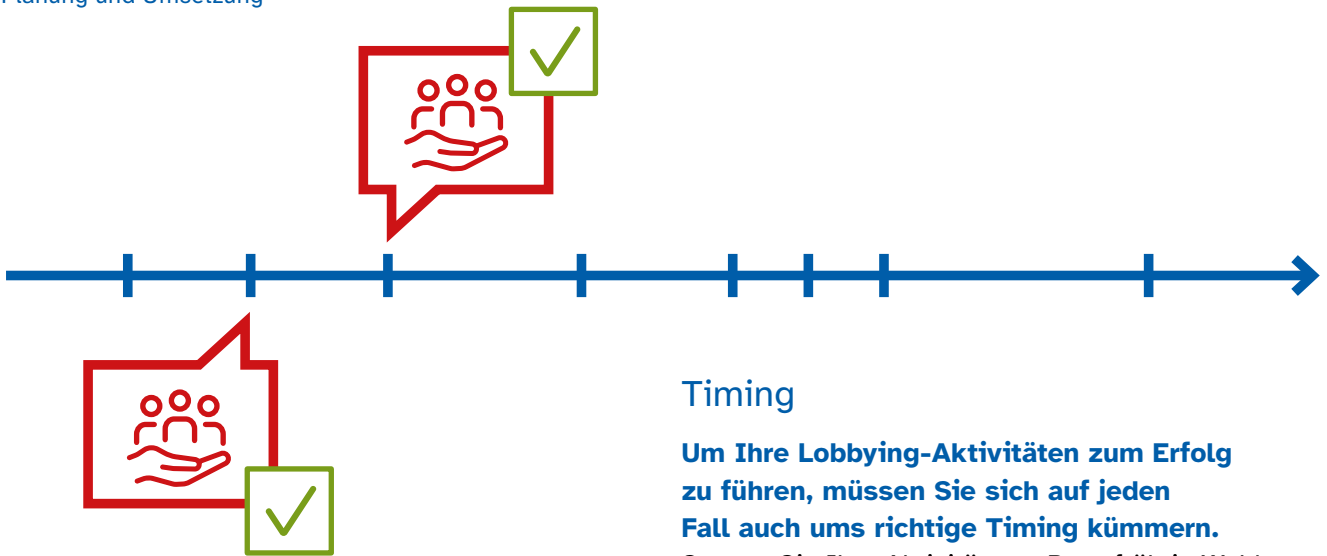 Planung und Umsetzung
Timing
Um Ihre Lobbying-Aktivitäten zum Erfolg
zu führen, müssen Sie sich auf jeden
Fall auch ums richtige Timing kümmern.